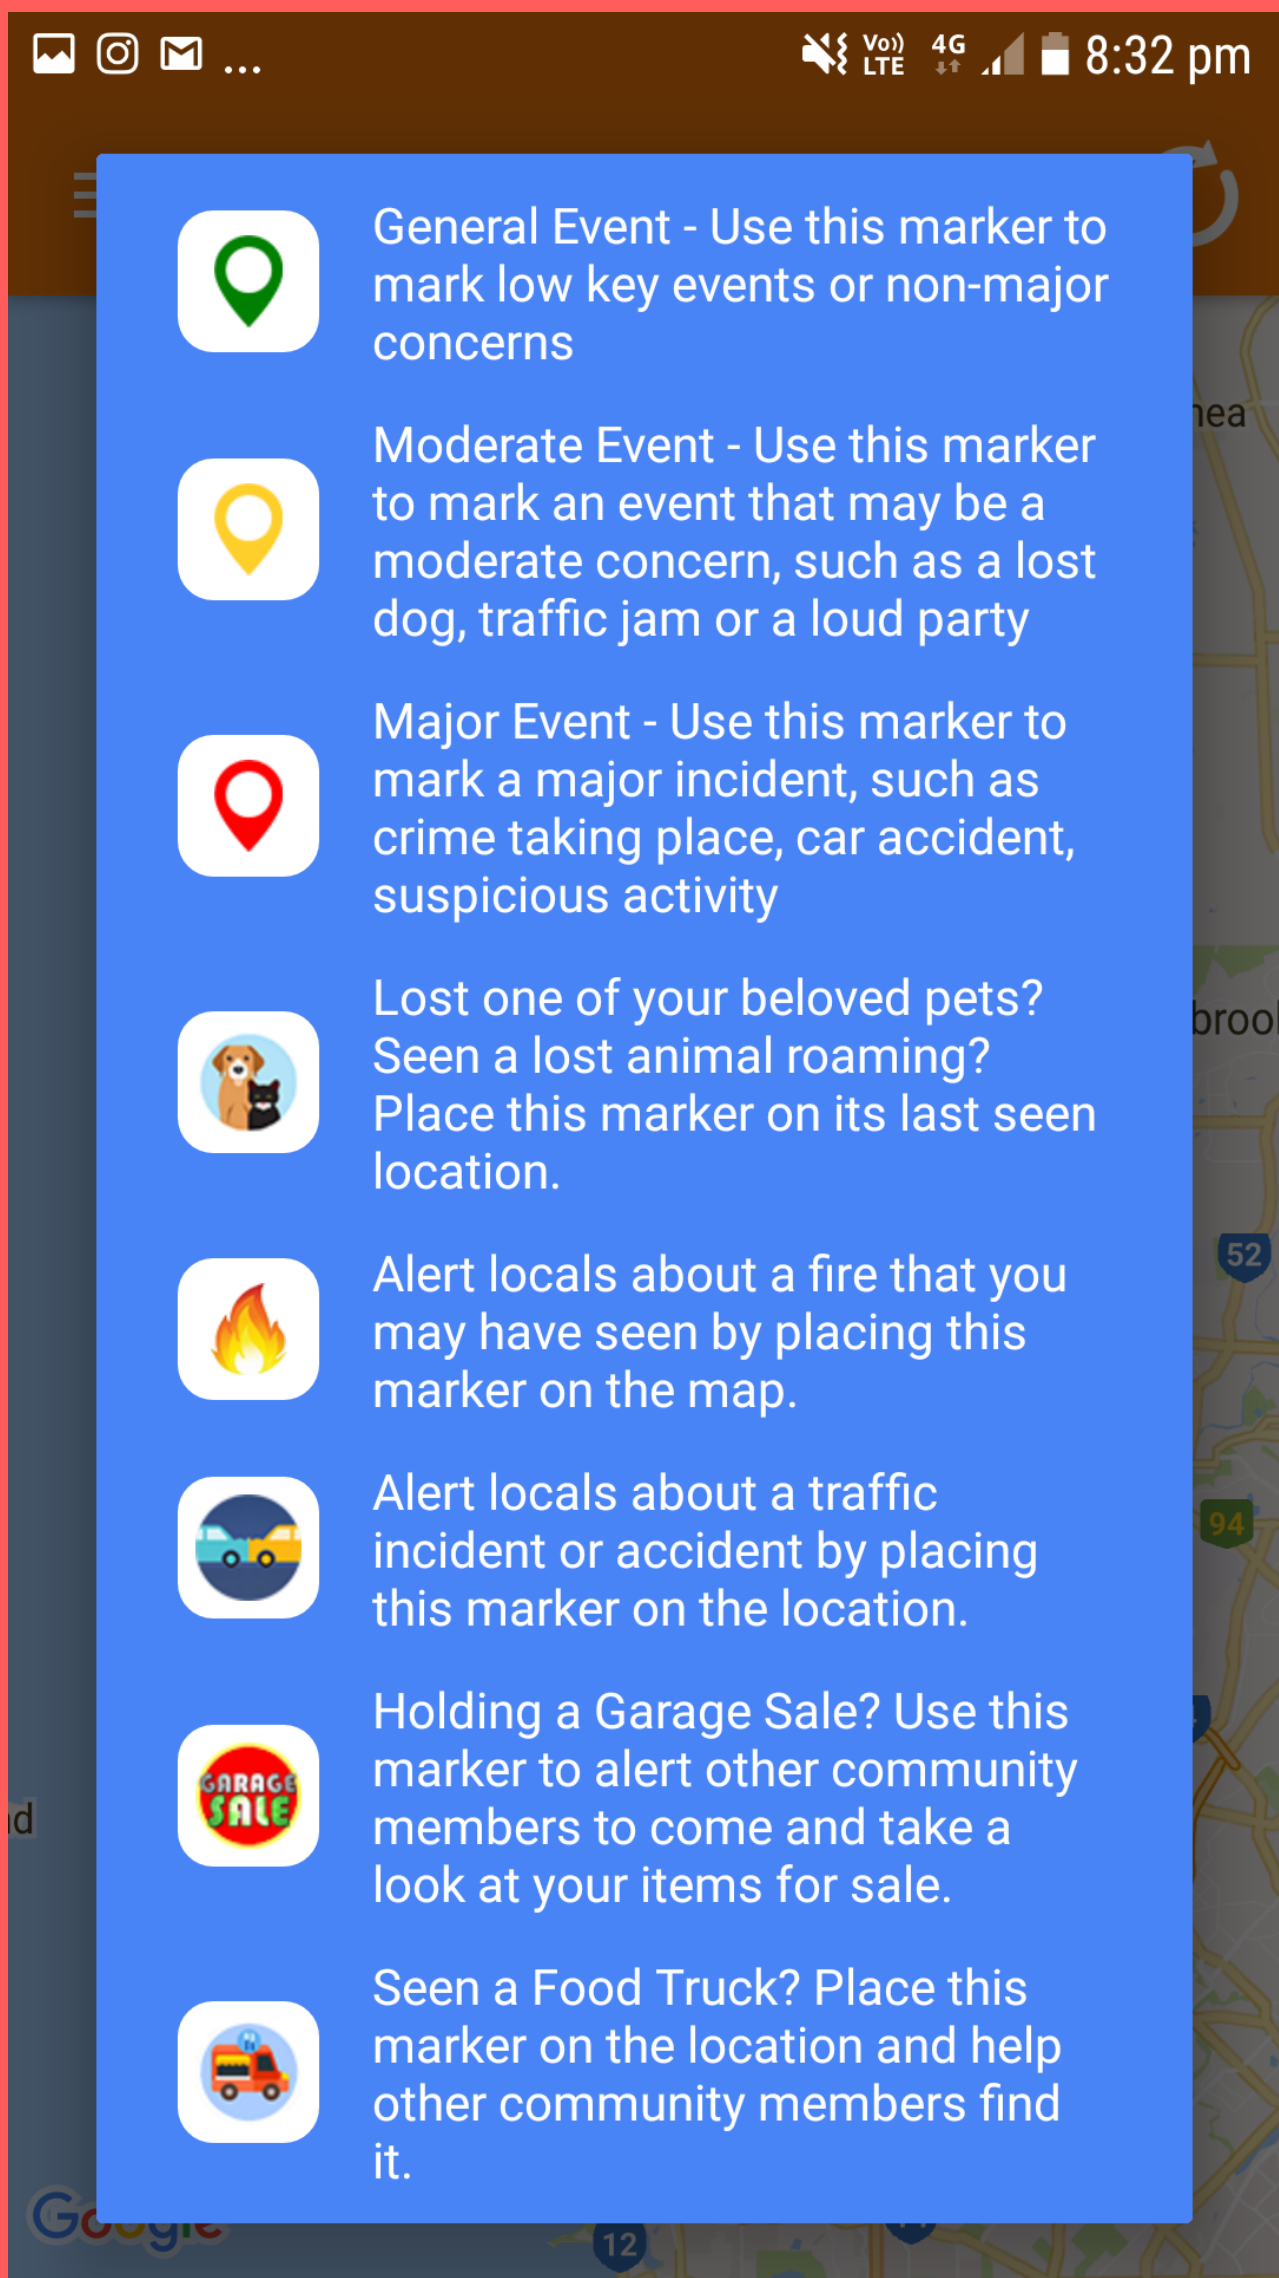 ...
Vo)) LTE 4G 8:32 pm
General Event - Use this marker to
mark low key events or non-major
concerns
Moderate Event - Use this marker
to mark an event that may be a
moderate concern, such as a lost
dog, traffic jam or a loud party
Major Event - Use this marker to
mark a major incident, such as
crime taking place, car accident,
suspicious activity
Lost one of your beloved pets?
Seen a lost animal roaming?
Place this marker on its last seen
location.
Alert locals about a fire that you
may have seen by placing this
marker on the map.
Alert locals about a traffic
incident or accident by placing
this marker on the location.
Holding a Garage Sale? Use this
marker to alert other community
members to come and take a
look at your items for sale.
GARAGE
SALE
Seen a Food Truck? Place this
marker on the location and help
other community members find
it.
nea
brook
52
94
nd
Google
12